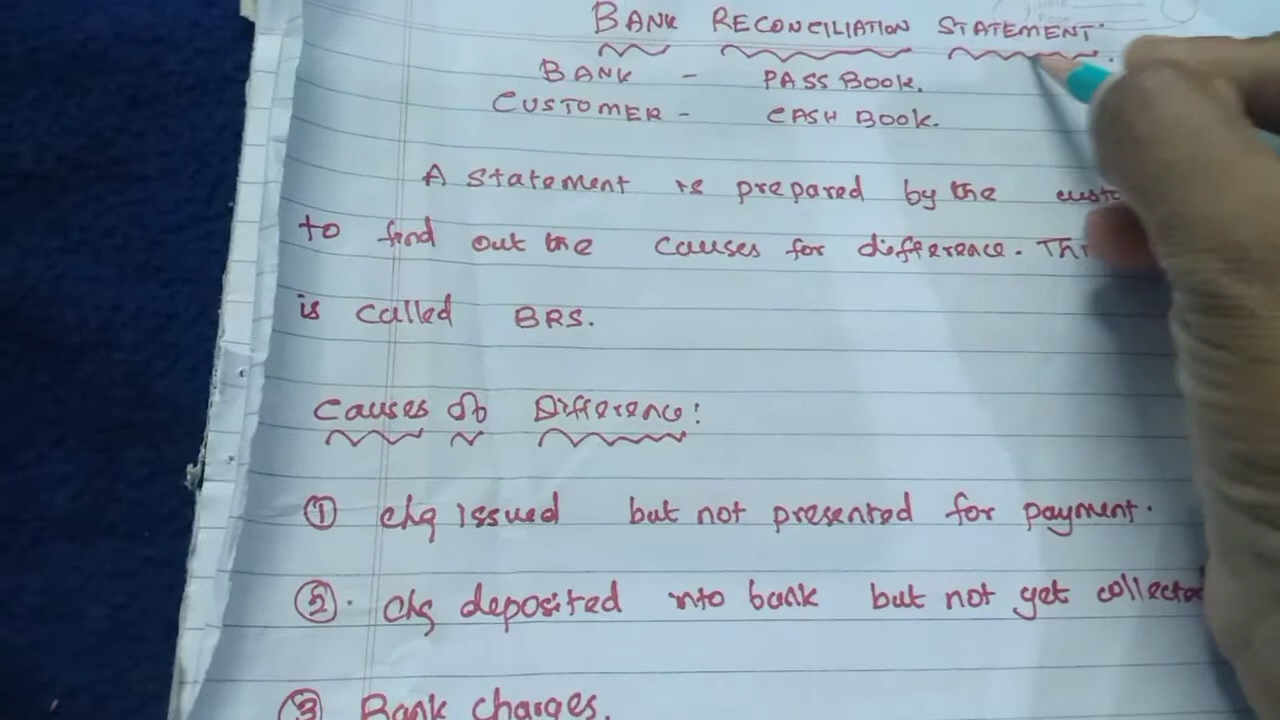 BANK RECONCILIATION STATEMENT.
BANK - PASS BOOK.
CUSTOMER - CASH BOOK.
A statement is prepared by the
to find out the causes for difference.
is called BRS.
Causes of Difference:
① chq issued but not presented for payment.
②. chq deposited into bank but not yet
③ Bank charges.